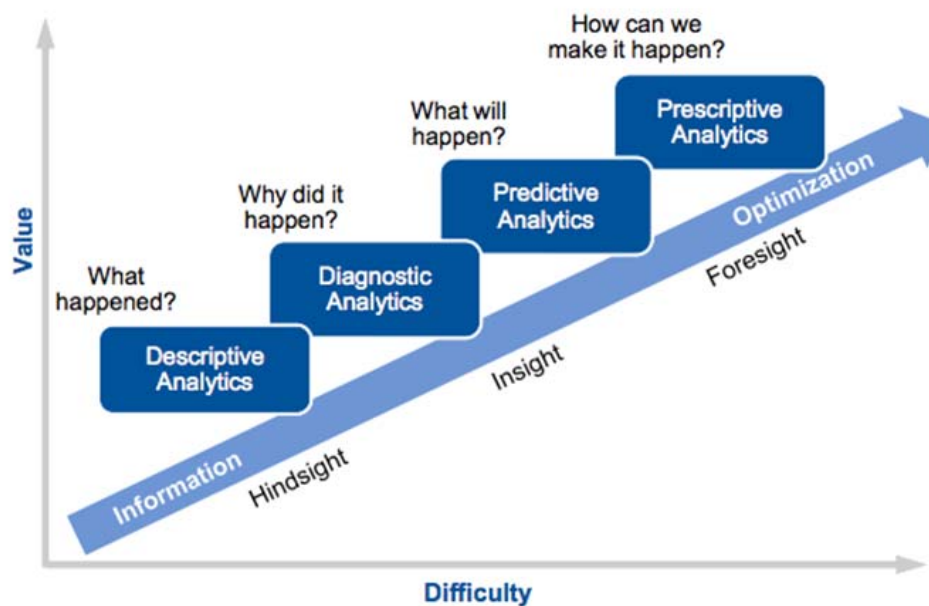 How can we
make it happen?
Prescriptive
Analytics
What will
happen?
Predictive
Analytics
Why did it
happen?
Diagnostic
Analytics
What
happened?
Descriptive
Analytics
Value
Information
Optimization
Hindsight
Insight
Foresight
Difficulty